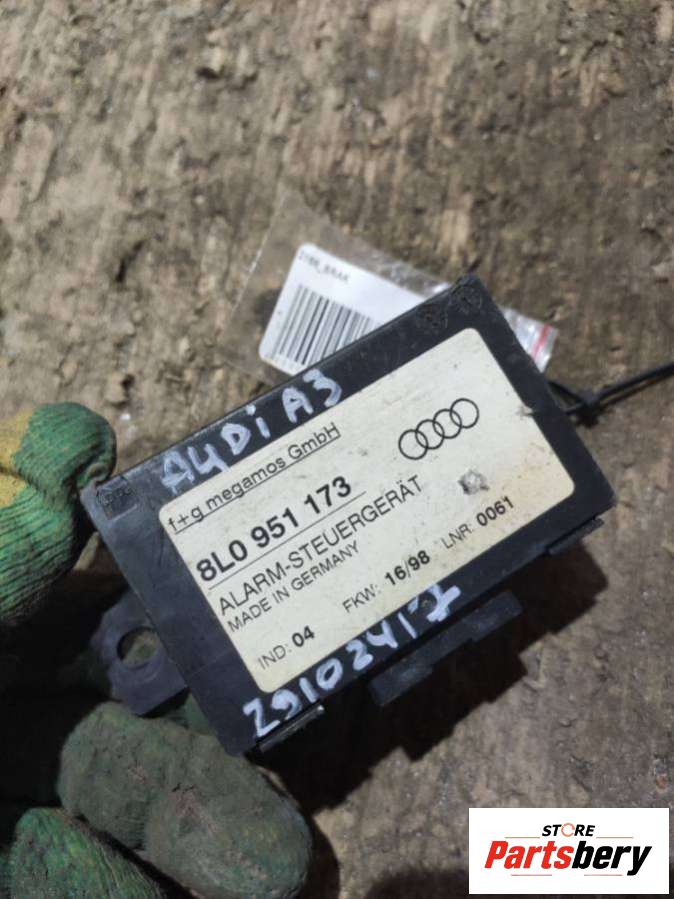 2166_BRAK
AUDI A3
f+g megamos GmbH
8L0 951 173
ALARM-STEUERGERÄT
MADE IN GERMANY
IND: 04 FKW: 16/98 LNR: 0061
STORE
Partsbery